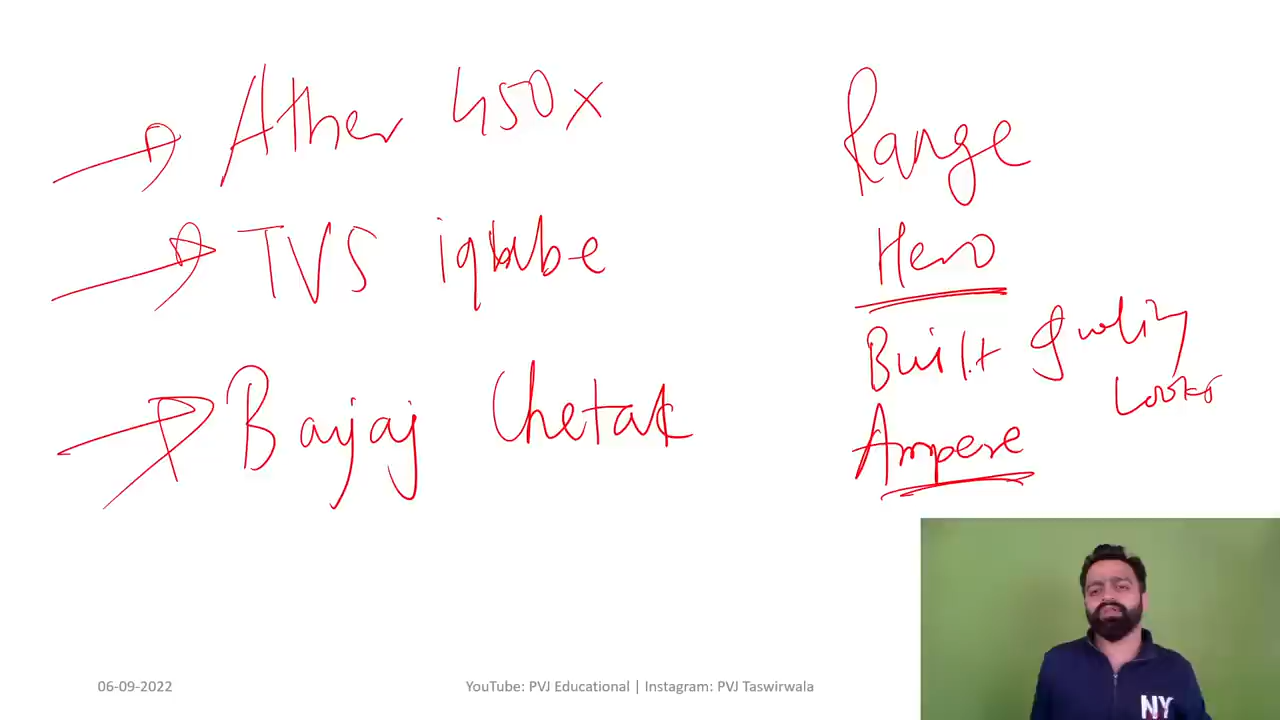 Ather 450x
TVS iqbube
Bajaj Chetak
Range
Hero
Built quality
Looks
Ampere
NY
06-09-2022
YouTube: PVJ Educational | Instagram: PVJ Taswirwala